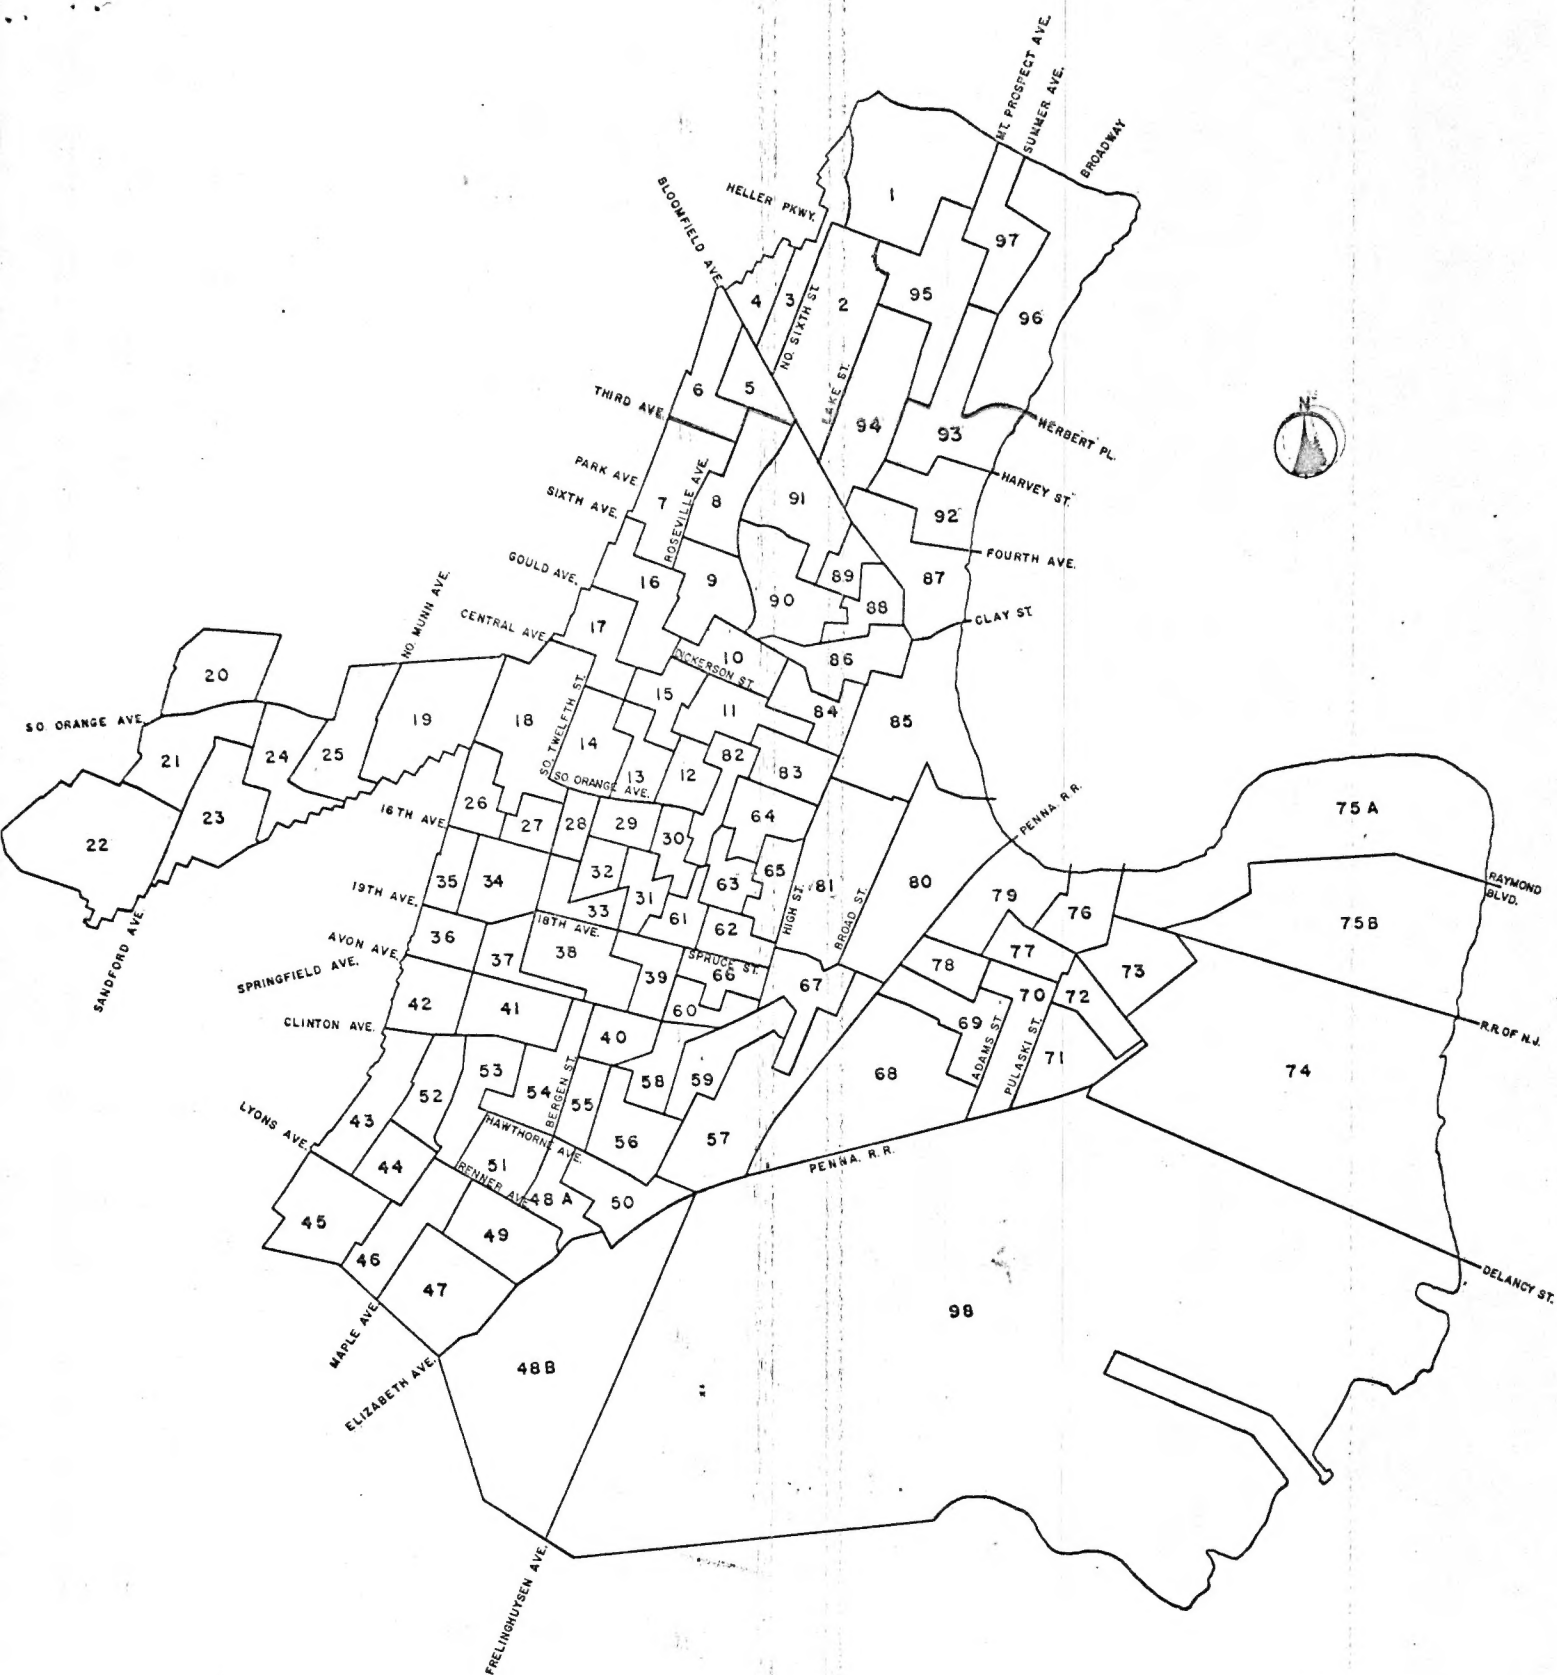 MT. PROSPECT AVE.
SUMMER AVE.
BROADWAY
HELLER PKWY.
BLOOMFIELD AVE.
1
97
4
3
NO. SIXTH ST.
2
95
96
6
5
LAKE ST.
THIRD AVE.
94
93
HERBERT PL.
N
PARK AVE
SIXTH AVE.
7
ROSEVILLE AVE.
8
91
92
HARVEY ST.
FOURTH AVE.
GOULD AVE.
16
9
90
89
88
87
CLAY ST.
NO. MUNN AVE.
CENTRAL AVE.
17
10
DICKERSON ST.
86
20
SO. ORANGE AVE.
19
18
SO. TWELFTH ST.
15
11
84
85
21
24
25
14
13
SO. ORANGE AVE.
12
82
83
PENNA. R.R.
75A
22
23
16TH AVE.
26
27
28
29
30
64
35
34
32
31
63
65
81
80
79
76
RAYMOND
BLVD.
75B
19TH AVE.
33
18TH AVE.
61
62
HIGH ST.
BROAD ST.
SANDFORD AVE.
AVON AVE.
36
37
38
39
SPRUCE ST.
66
67
78
77
73
SPRINGFIELD AVE.
42
41
60
70
72
CLINTON AVE.
40
69
ADAMS ST.
PULASKI ST.
71
R.R. OF N.J.
74
53
54
BERGEN ST.
55
58
59
68
52
LYONS AVE.
43
HAWTHORNE AVE.
56
57
PENNA. R.R.
44
51
RENNER AVE.
48 A
50
45
46
49
47
DELANCY ST.
MAPLE AVE.
ELIZABETH AVE.
48B
98
FRELINGHUYSEN AVE.